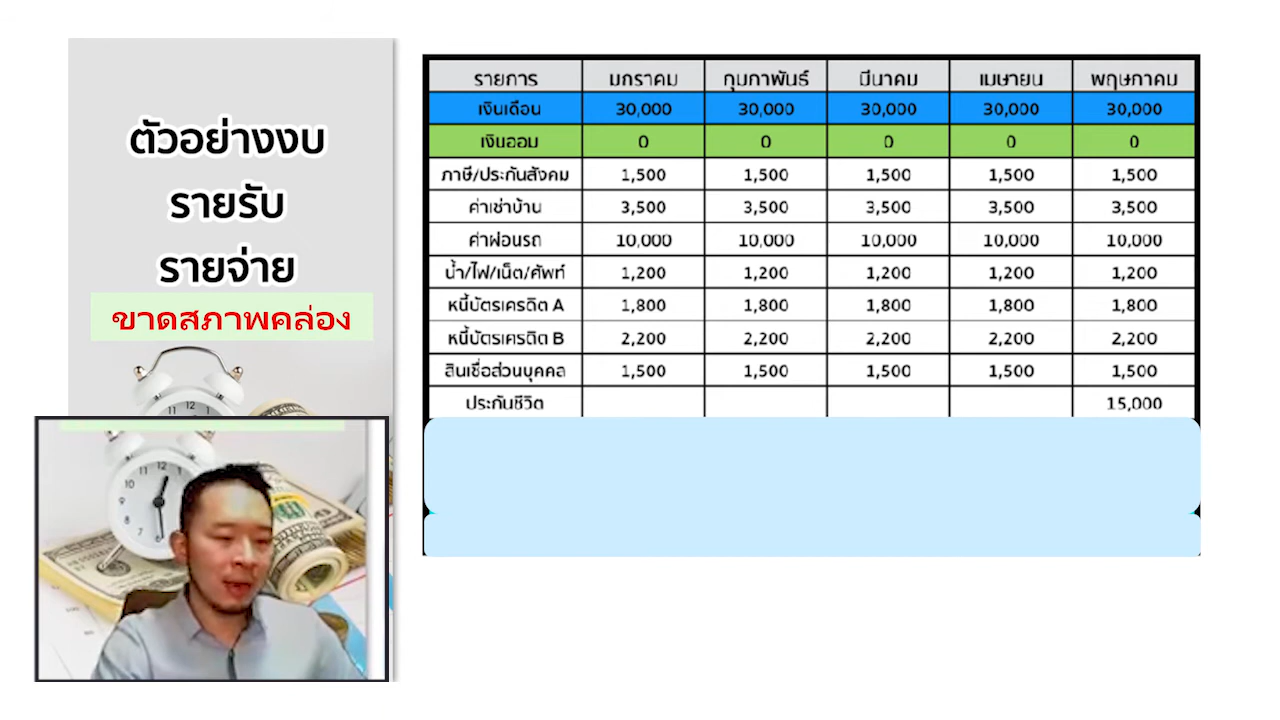 ตัวอย่างงบ
รายรับ
รายจ่าย
ขาดสภาพคล่อง
รายการ มกราคม กุมภาพันธ์ มีนาคม เมษายน พฤษภาคม
เงินเดือน 30,000 30,000 30,000 30,000 30,000
เงินออม 0 0 0 0 0
ภาษี/ประกันสังคม 1,500 1,500 1,500 1,500 1,500
ค่าเช่าบ้าน 3,500 3,500 3,500 3,500 3,500
ค่าผ่อนรถ 10,000 10,000 10,000 10,000 10,000
น้ำ/ไฟ/เน็ต/ศัพท์ 1,200 1,200 1,200 1,200 1,200
หนี้บัตรเครดิต A 1,800 1,800 1,800 1,800 1,800
หนี้บัตรเครดิต B 2,200 2,200 2,200 2,200 2,200
สินเชื่อส่วนบุคคล 1,500 1,500 1,500 1,500 1,500
ประกันชีวิต 15,000